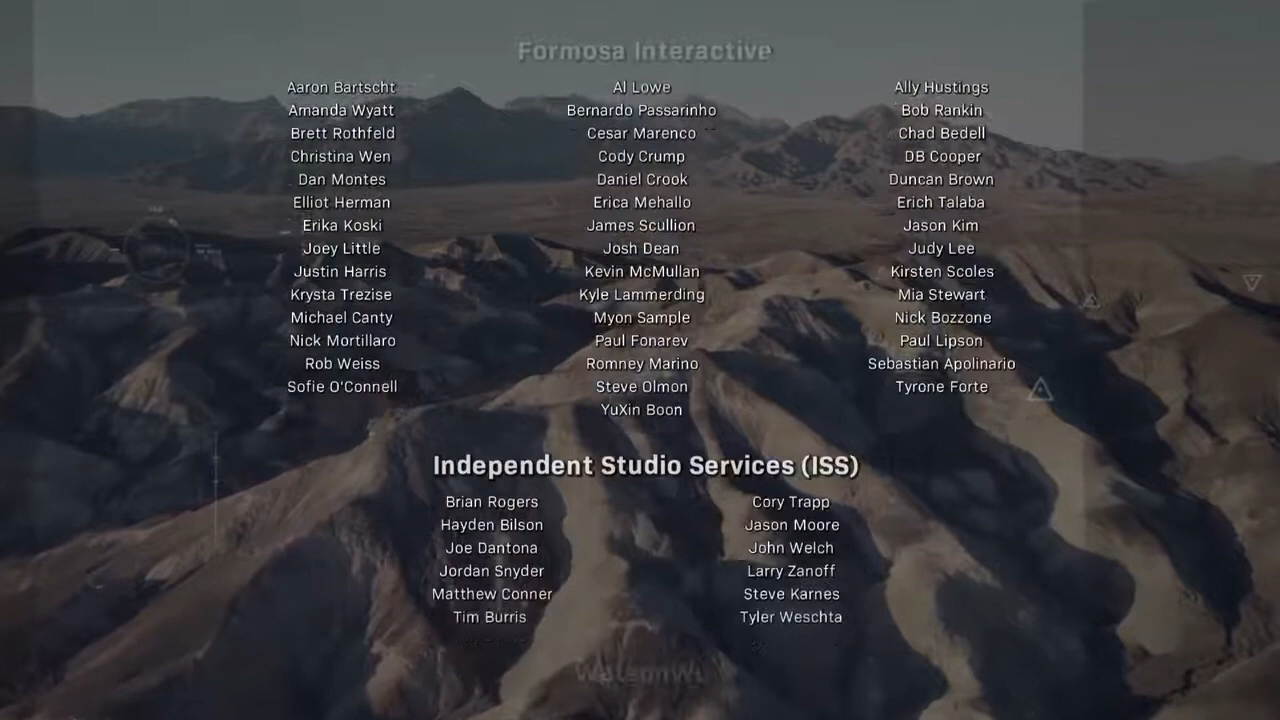 Formosa Interactive
Aaron Bartscht Al Lowe Ally Hustings
Amanda Wyatt Bernardo Passarinho Bob Rankin
Brett Rothfeld Cesar Marenco Chad Bedell
Christina Wen Cody Crump DB Cooper
Dan Montes Daniel Crook Duncan Brown
Elliot Herman Erica Mehallo Erich Talaba
Erika Koski James Scullion Jason Kim
Joey Little Josh Dean Judy Lee
Justin Harris Kevin McMullan Kirsten Scoles
Krysta Trezise Kyle Lammerding Mia Stewart
Michael Canty Myon Sample Nick Bozzone
Nick Mortillaro Paul Fonarev Paul Lipson
Rob Weiss Romney Marino Sebastian Apolinario
Sofie O'Connell Steve Olmon Tyrone Forte
YuXin Boon
Independent Studio Services (ISS)
Brian Rogers Cory Trapp
Hayden Bilson Jason Moore
Joe Dantona John Welch
Jordan Snyder Larry Zanoff
Matthew Conner Steve Karnes
Tim Burris Tyler Weschta